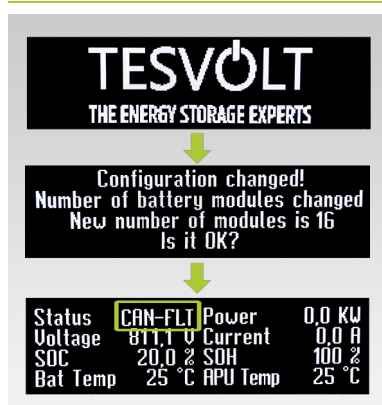 TESVOLT
THE ENERGY STORAGE EXPERTS
Configuration changed!
Number of battery modules changed
New number of modules is 16
Is it OK?
Status CAN-FLT Power 0,0 KW
Voltage 811,1 V Current 0,0 A
SOC 20,0 % SOH 100 %
Bat Temp 25 °C APU Temp 25 °C